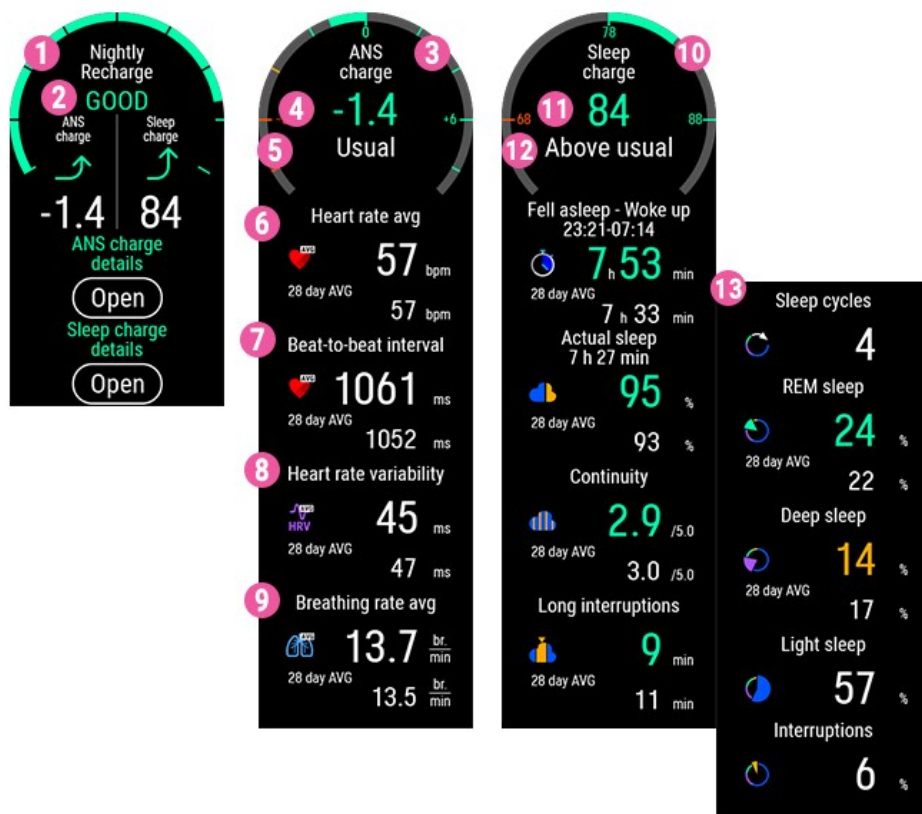 1
Nightly
Recharge
2
GOOD
ANS
charge
Sleep
charge
-1.4
84
ANS charge
details
Open
Sleep charge
details
Open
0
ANS
charge
3
4
-1.4
+6
5
Usual
6
Heart rate avg
AVG
57 bpm
28 day AVG
57 bpm
7
Beat-to-beat interval
AVG
1061 ms
28 day AVG
1052 ms
8
Heart rate variability
AVG
HRV
45 ms
28 day AVG
47 ms
9
Breathing rate avg
AVG
13.7 br.
min
28 day AVG
13.5 br.
min
78
10
Sleep
charge
68
11
84
88
12
Above usual
Fell asleep - Woke up
23:21-07:14
7 h 53 min
28 day AVG
7 h 33 min
Actual sleep
7 h 27 min
95 %
28 day AVG
93 %
Continuity
2.9 /5.0
28 day AVG
3.0 /5.0
Long interruptions
9 min
28 day AVG
11 min
13
Sleep cycles
4
REM sleep
24 %
28 day AVG
22 %
Deep sleep
14 %
28 day AVG
17 %
Light sleep
57 %
Interruptions
6 %